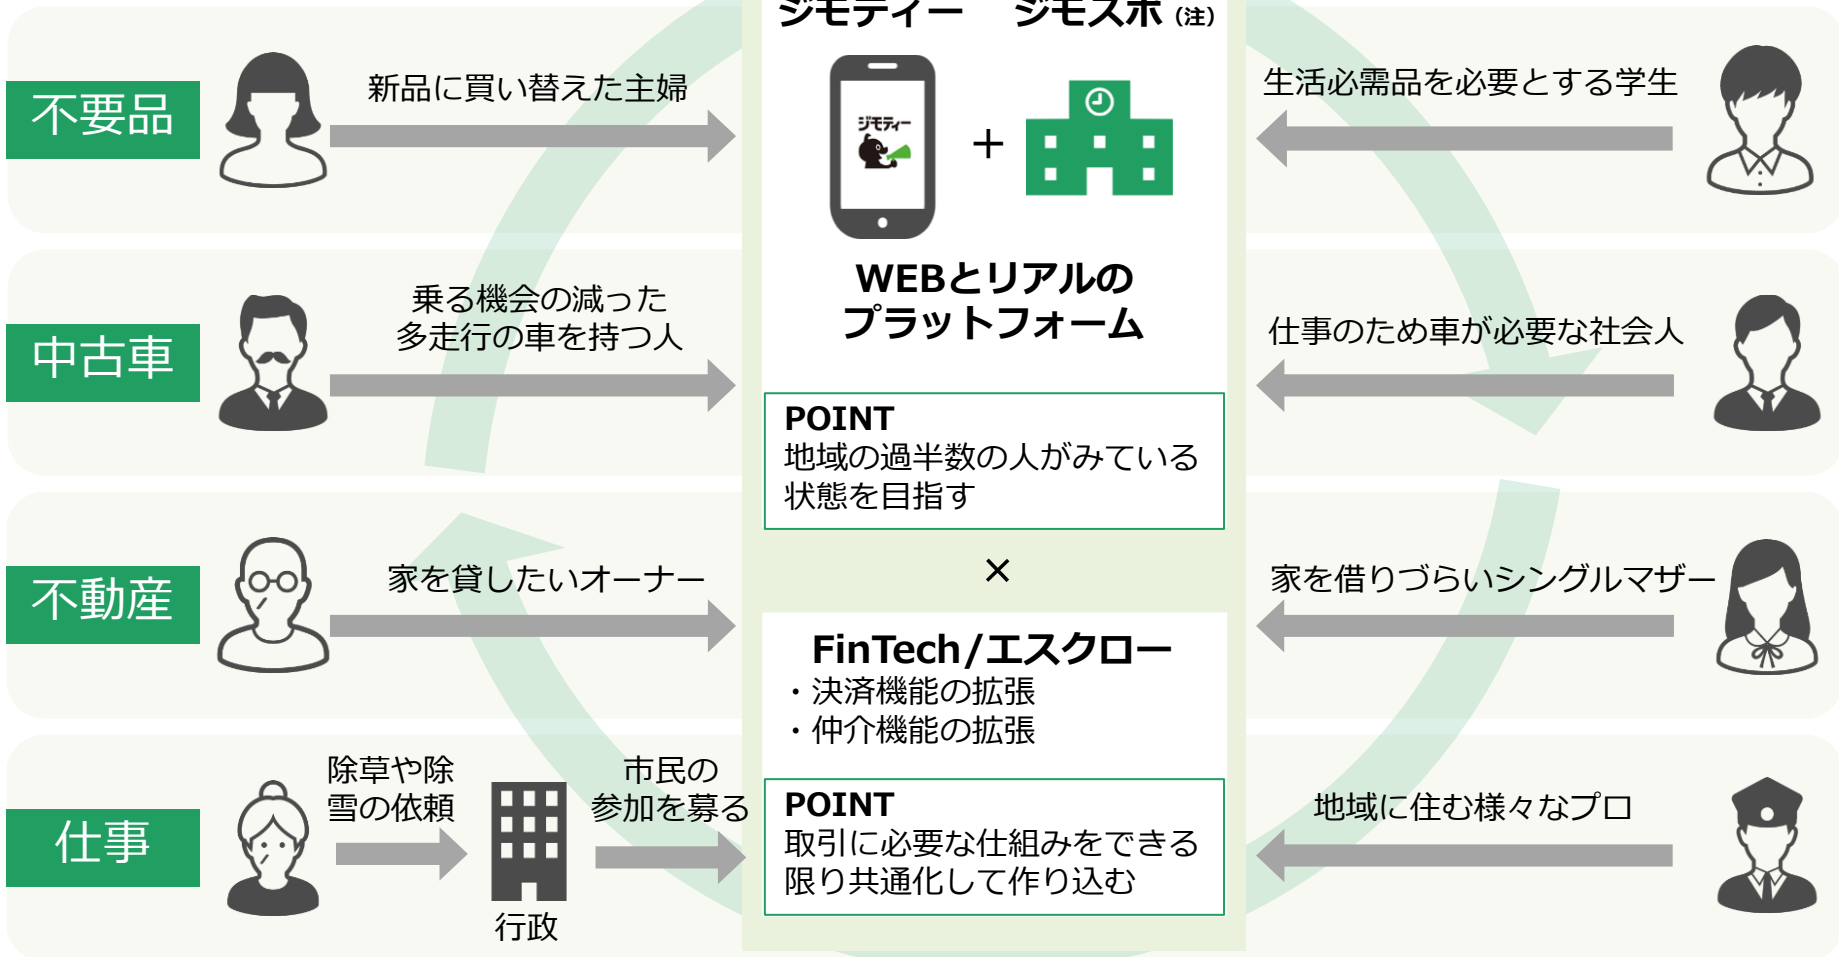 ジモティー　ジモスポ（注）
不要品
新品に買い替えた主婦
ジモティー
＋
生活必需品を必要とする学生
WEBとリアルの
プラットフォーム
中古車
乗る機会の減った
多走行の車を持つ人
仕事のため車が必要な社会人
POINT
地域の過半数の人がみている
状態を目指す
×
不動産
家を貸したいオーナー
家を借りづらいシングルマザー
FinTech/エスクロー
・決済機能の拡張
・仲介機能の拡張
仕事
除草や除
雪の依頼
行政
市民の
参加を募る
POINT
取引に必要な仕組みをできる
限り共通化して作り込む
地域に住む様々なプロ